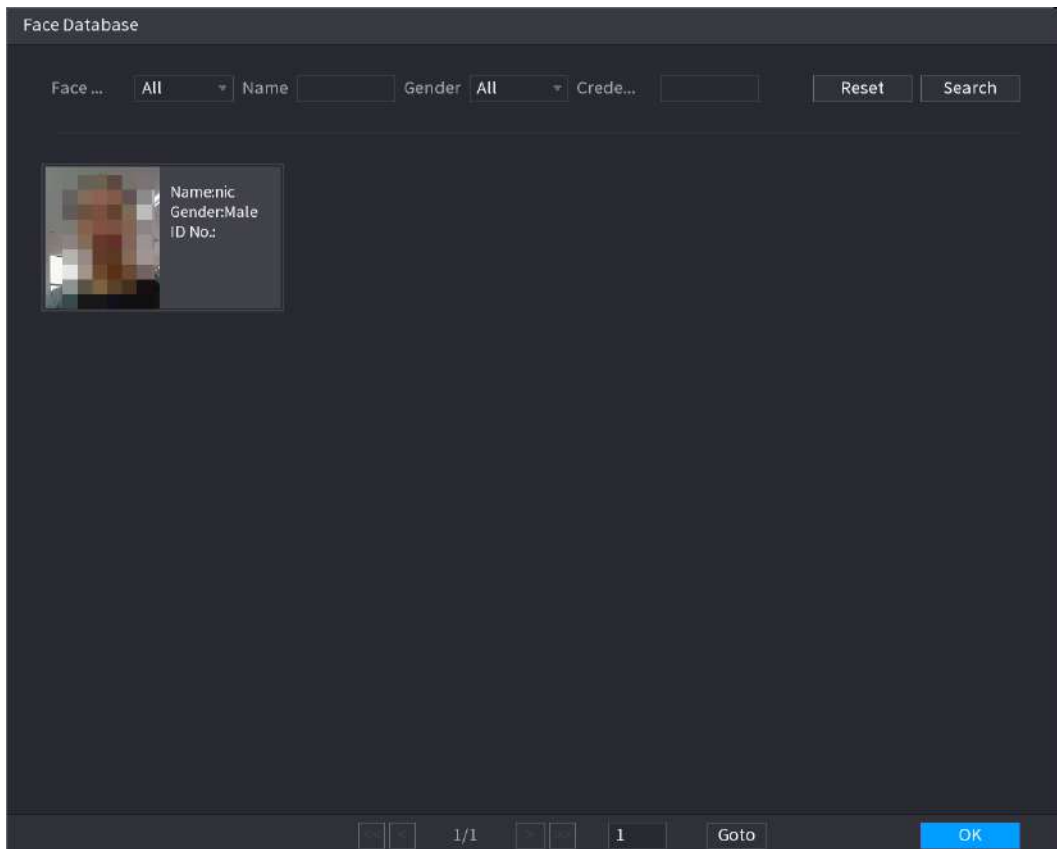 Face Database
Face ... All Name Gender All Crede... Reset Search
Name:nic
Gender:Male
ID No.:
<< < 1/1 > >> 1 Goto OK